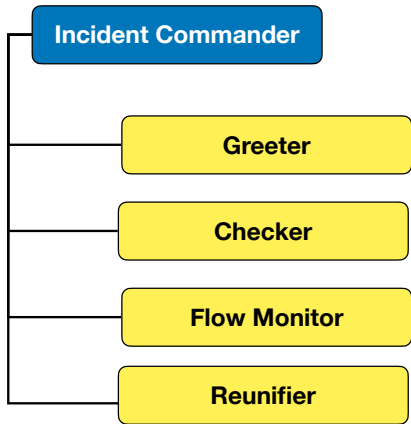 Incident Commander
Greeter
Checker
Flow Monitor
Reunifier